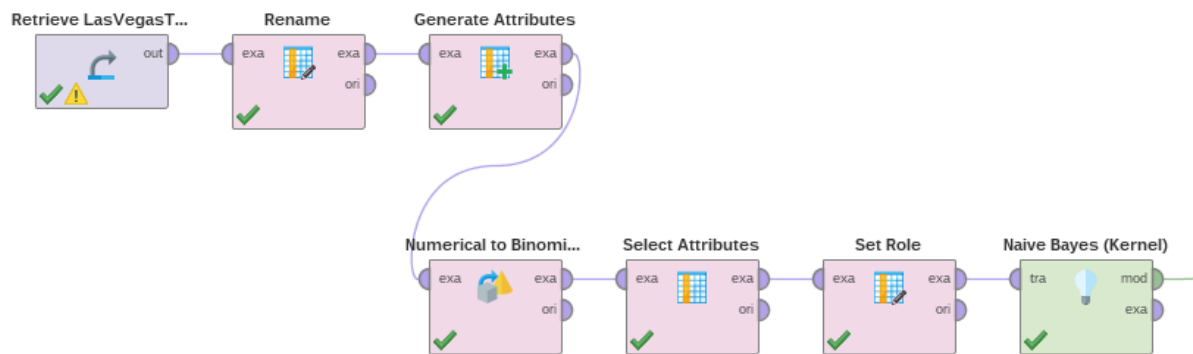 Retrieve LasVegasT...
Rename
Generate Attributes
out
exa
exa
exa
exa
ori
ori
Numerical to Binomi...
Select Attributes
Set Role
Naive Bayes (Kernel)
exa
exa
exa
exa
exa
exa
tra
mod
ori
ori
ori
exa